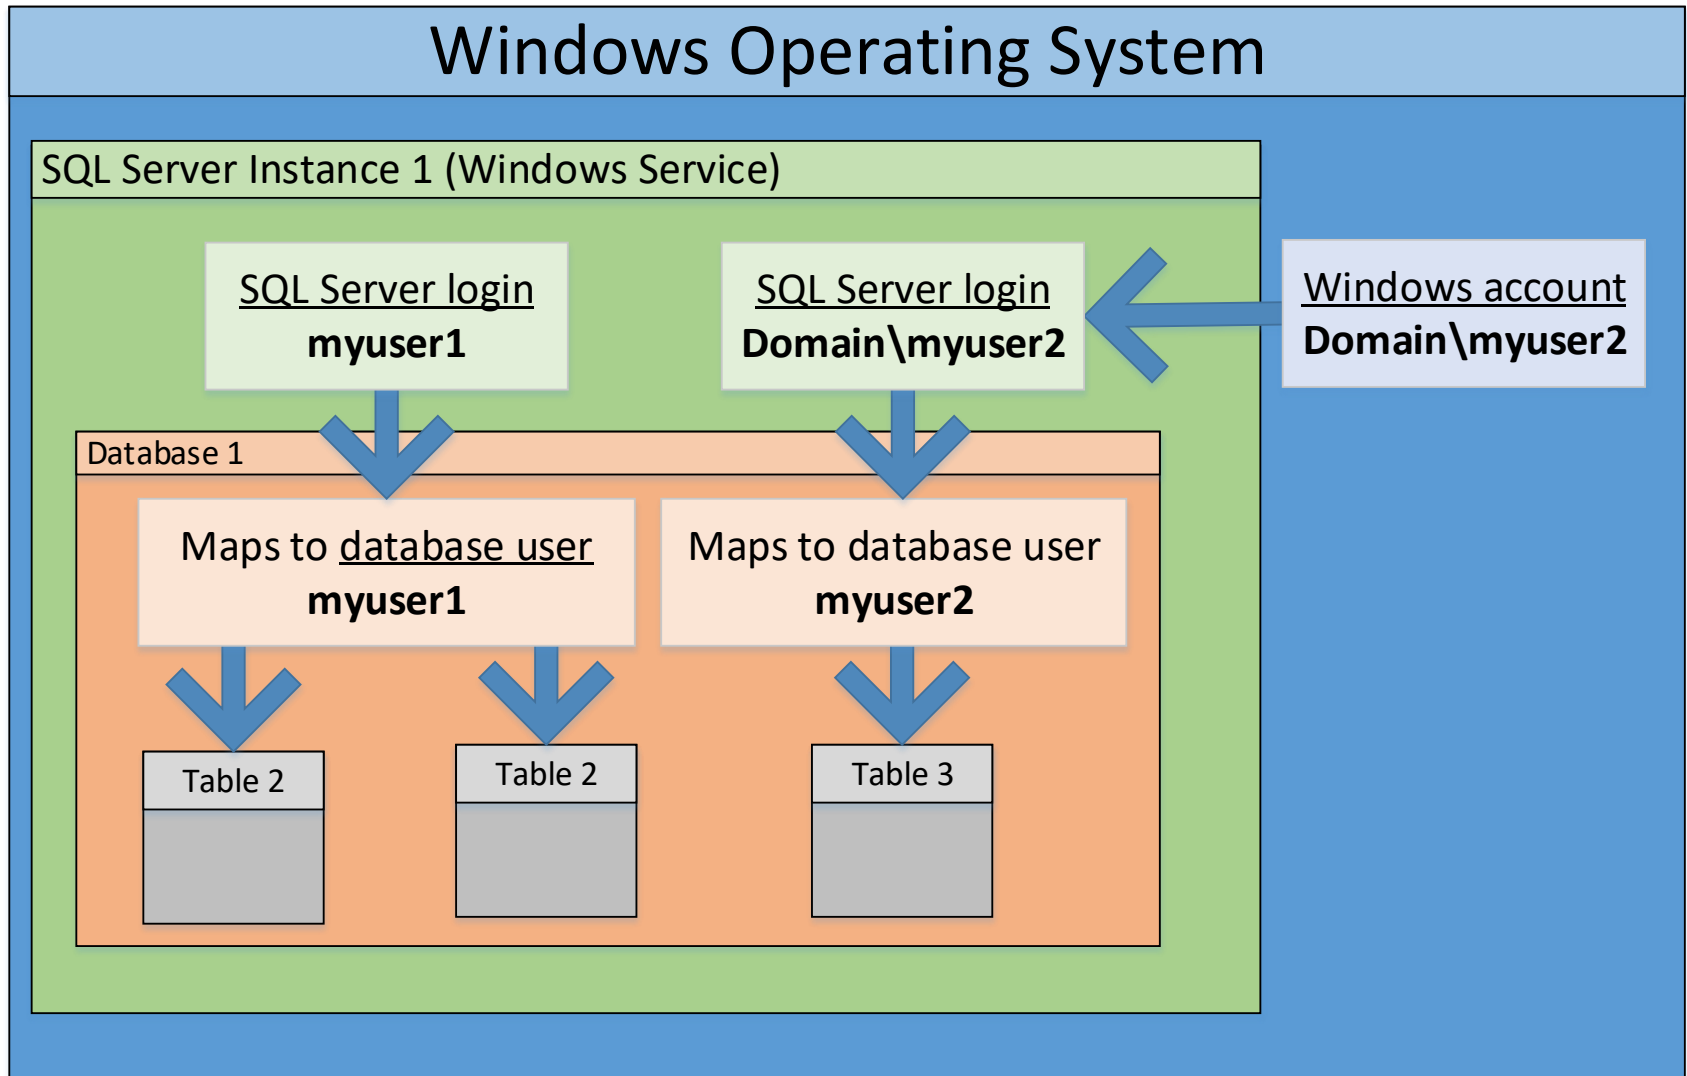 Windows Operating System
SQL Server Instance 1 (Windows Service)
SQL Server login
myuser1
SQL Server login
Domain\myuser2
Windows account
Domain\myuser2
Database 1
Maps to database user
myuser1
Maps to database user
myuser2
Table 2
Table 2
Table 3